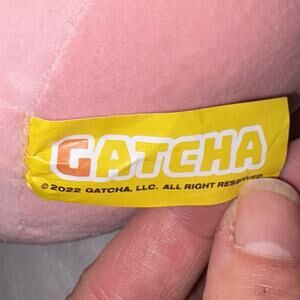 GATCHA
© 2022 GATCHA, LLC. ALL RIGHT RESERVED